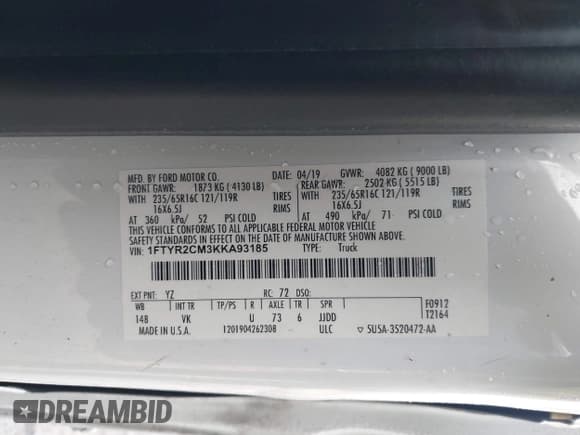 MFD. BY FORD MOTOR CO. DATE: 04/19 GVWR: 4082 KG ( 9000 LB)
FRONT GAWR: 1873 KG ( 4130 LB) REAR GAWR: 2502 KG ( 5515 LB)
WITH 235/65R16C 121/119R TIRES WITH 235/65R16C 121/119R TIRES
16X6.5J RIMS 16X6.5J RIMS
AT 360 kPa/ 52 PSI COLD AT 490 kPa/ 71 PSI COLD
THIS VEHICLE CONFORMS TO ALL APPLICABLE FEDERAL MOTOR VEHICLE
SAFETY STANDARDS IN EFFECT ON THE DATE OF MANUFACTURE SHOWN ABOVE.
VIN: 1FTYR2CM3KKA93185 TYPE: Truck
EXT PNT: YZ RC: 72 DSO:
WB INT TR TP/PS R AXLE TR SPR F0912
148 VK U 73 6 JJDD T2164
MADE IN U.S.A. 1201904262308 ULC ▽ 5U5A-3520472-AA
DREAMBID